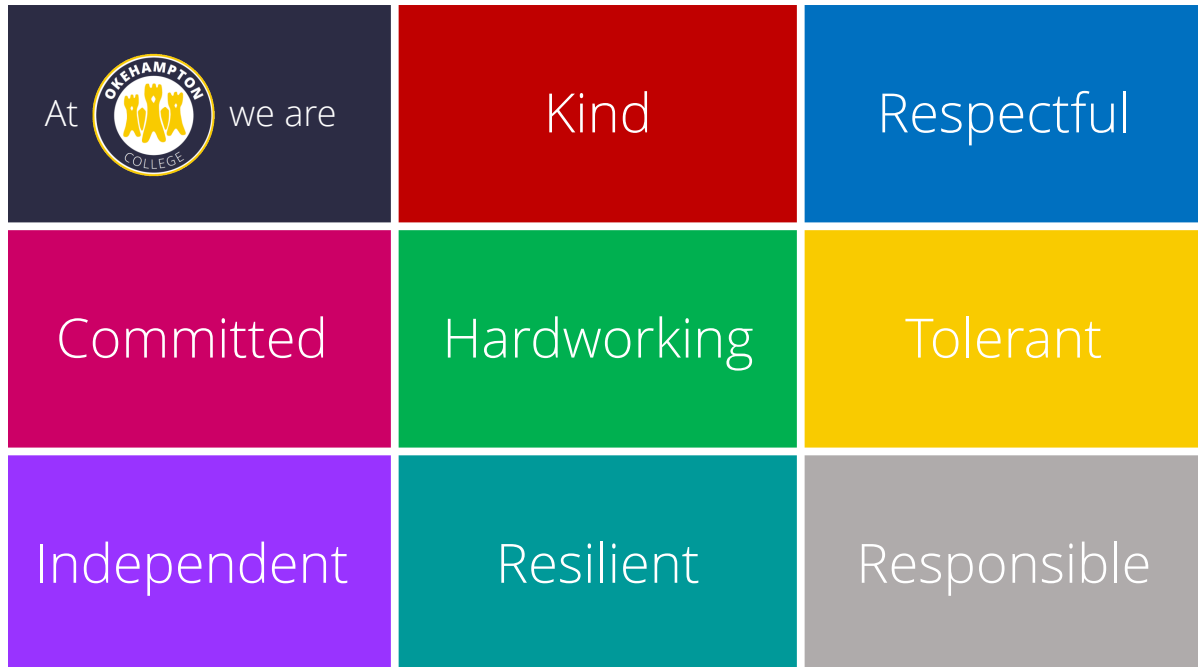 At OKEHAMPTON COLLEGE we are
Kind
Respectful
Committed
Hardworking
Tolerant
Independent
Resilient
Responsible